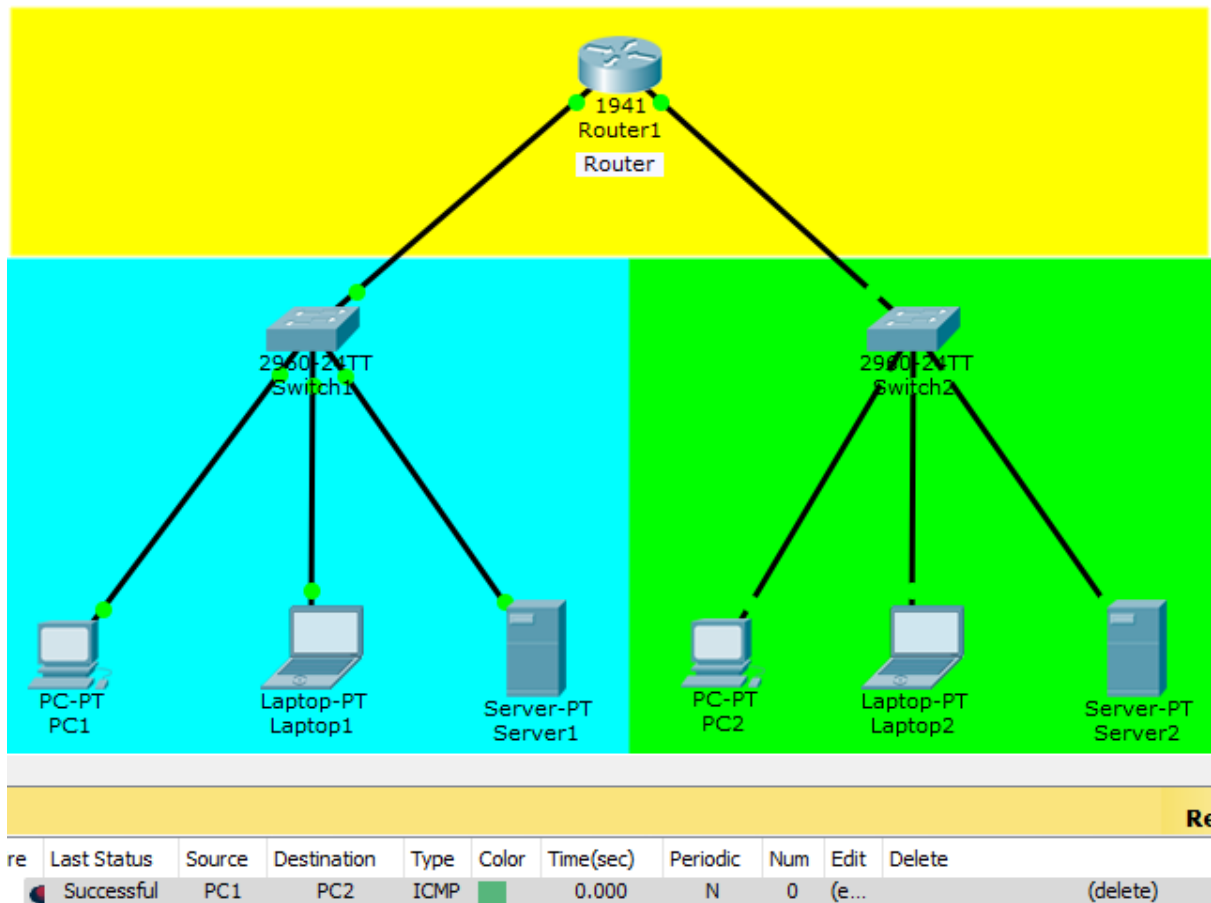 1941
Router1
Router
2960-24TT
Switch1
2960-24TT
Switch2
PC-PT
PC1
Laptop-PT
Laptop1
Server-PT
Server1
PC-PT
PC2
Laptop-PT
Laptop2
Server-PT
Server2
Re
re Last Status Source Destination Type Color Time(sec) Periodic Num Edit Delete
Successful PC1 PC2 ICMP 0.000 N 0 (e... (delete)